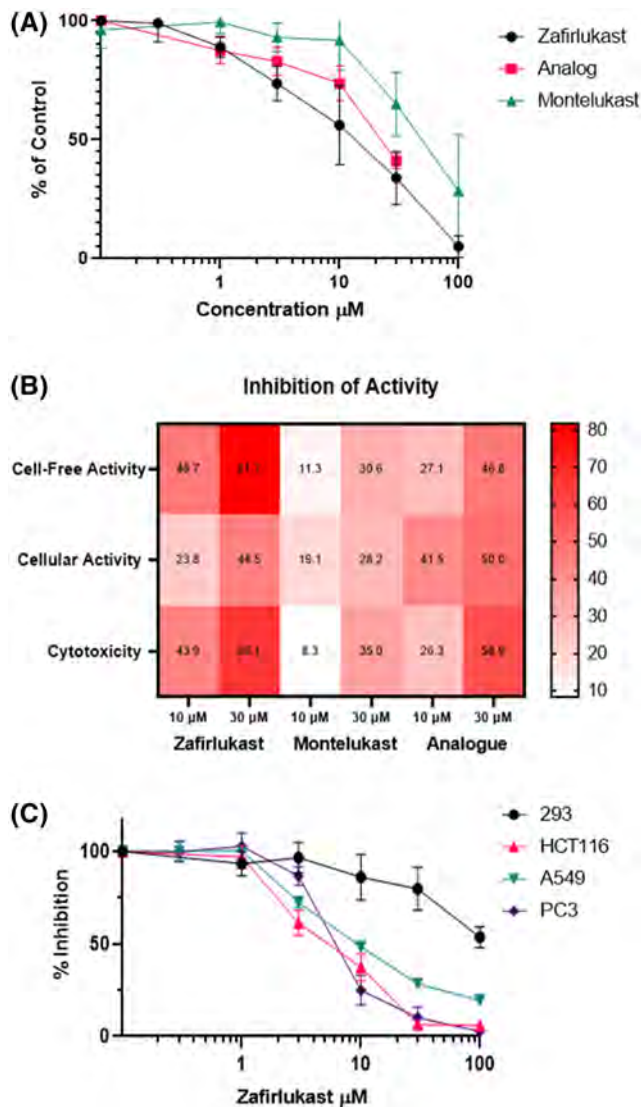 (A)
100
50
0
% of Control
1
10
100
Concentration μM
Zafirlukast
Analog
Montelukast
(B)
Inhibition of Activity
Cell-Free Activity
11.3
30.6
27.1
46.8
Cellular Activity
23.8
44.5
19.1
28.2
41.5
50.0
Cytotoxicity
43.9
8.3
35.0
26.3
10 μM
30 μM
10 μM
30 μM
10 μM
30 μM
Zafirlukast
Montelukast
Analogue
80
70
60
50
40
30
20
10
(C)
100
50
0
% Inhibition
1
10
100
Zafirlukast μM
293
HCT116
A549
PC3